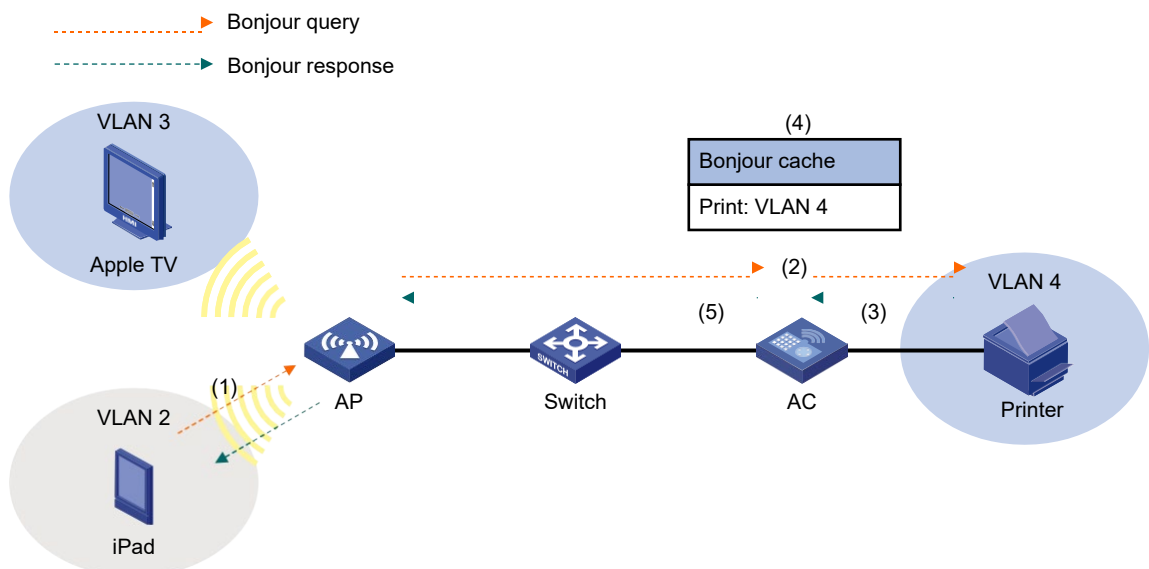 Bonjour query
Bonjour response
VLAN 3
Apple TV
(4)
Bonjour cache
Print: VLAN 4
(2)
VLAN 4
(5)
(3)
SWITCH
AP
Switch
AC
Printer
(1)
VLAN 2
iPad